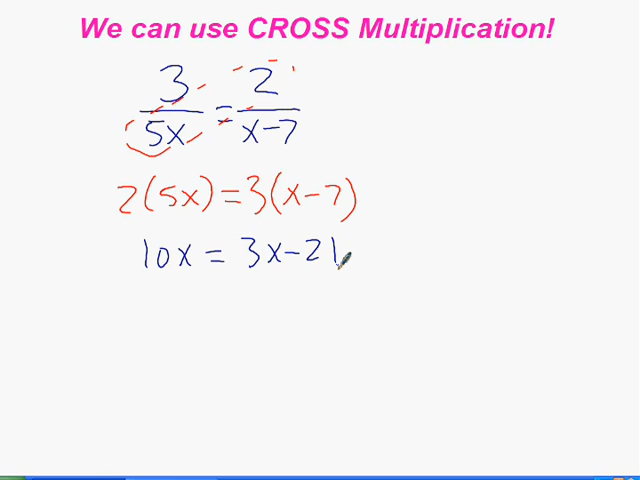 We can use CROSS Multiplication!
3/5x = 2/x-7
2(5x) = 3(x-7)
10x = 3x-21